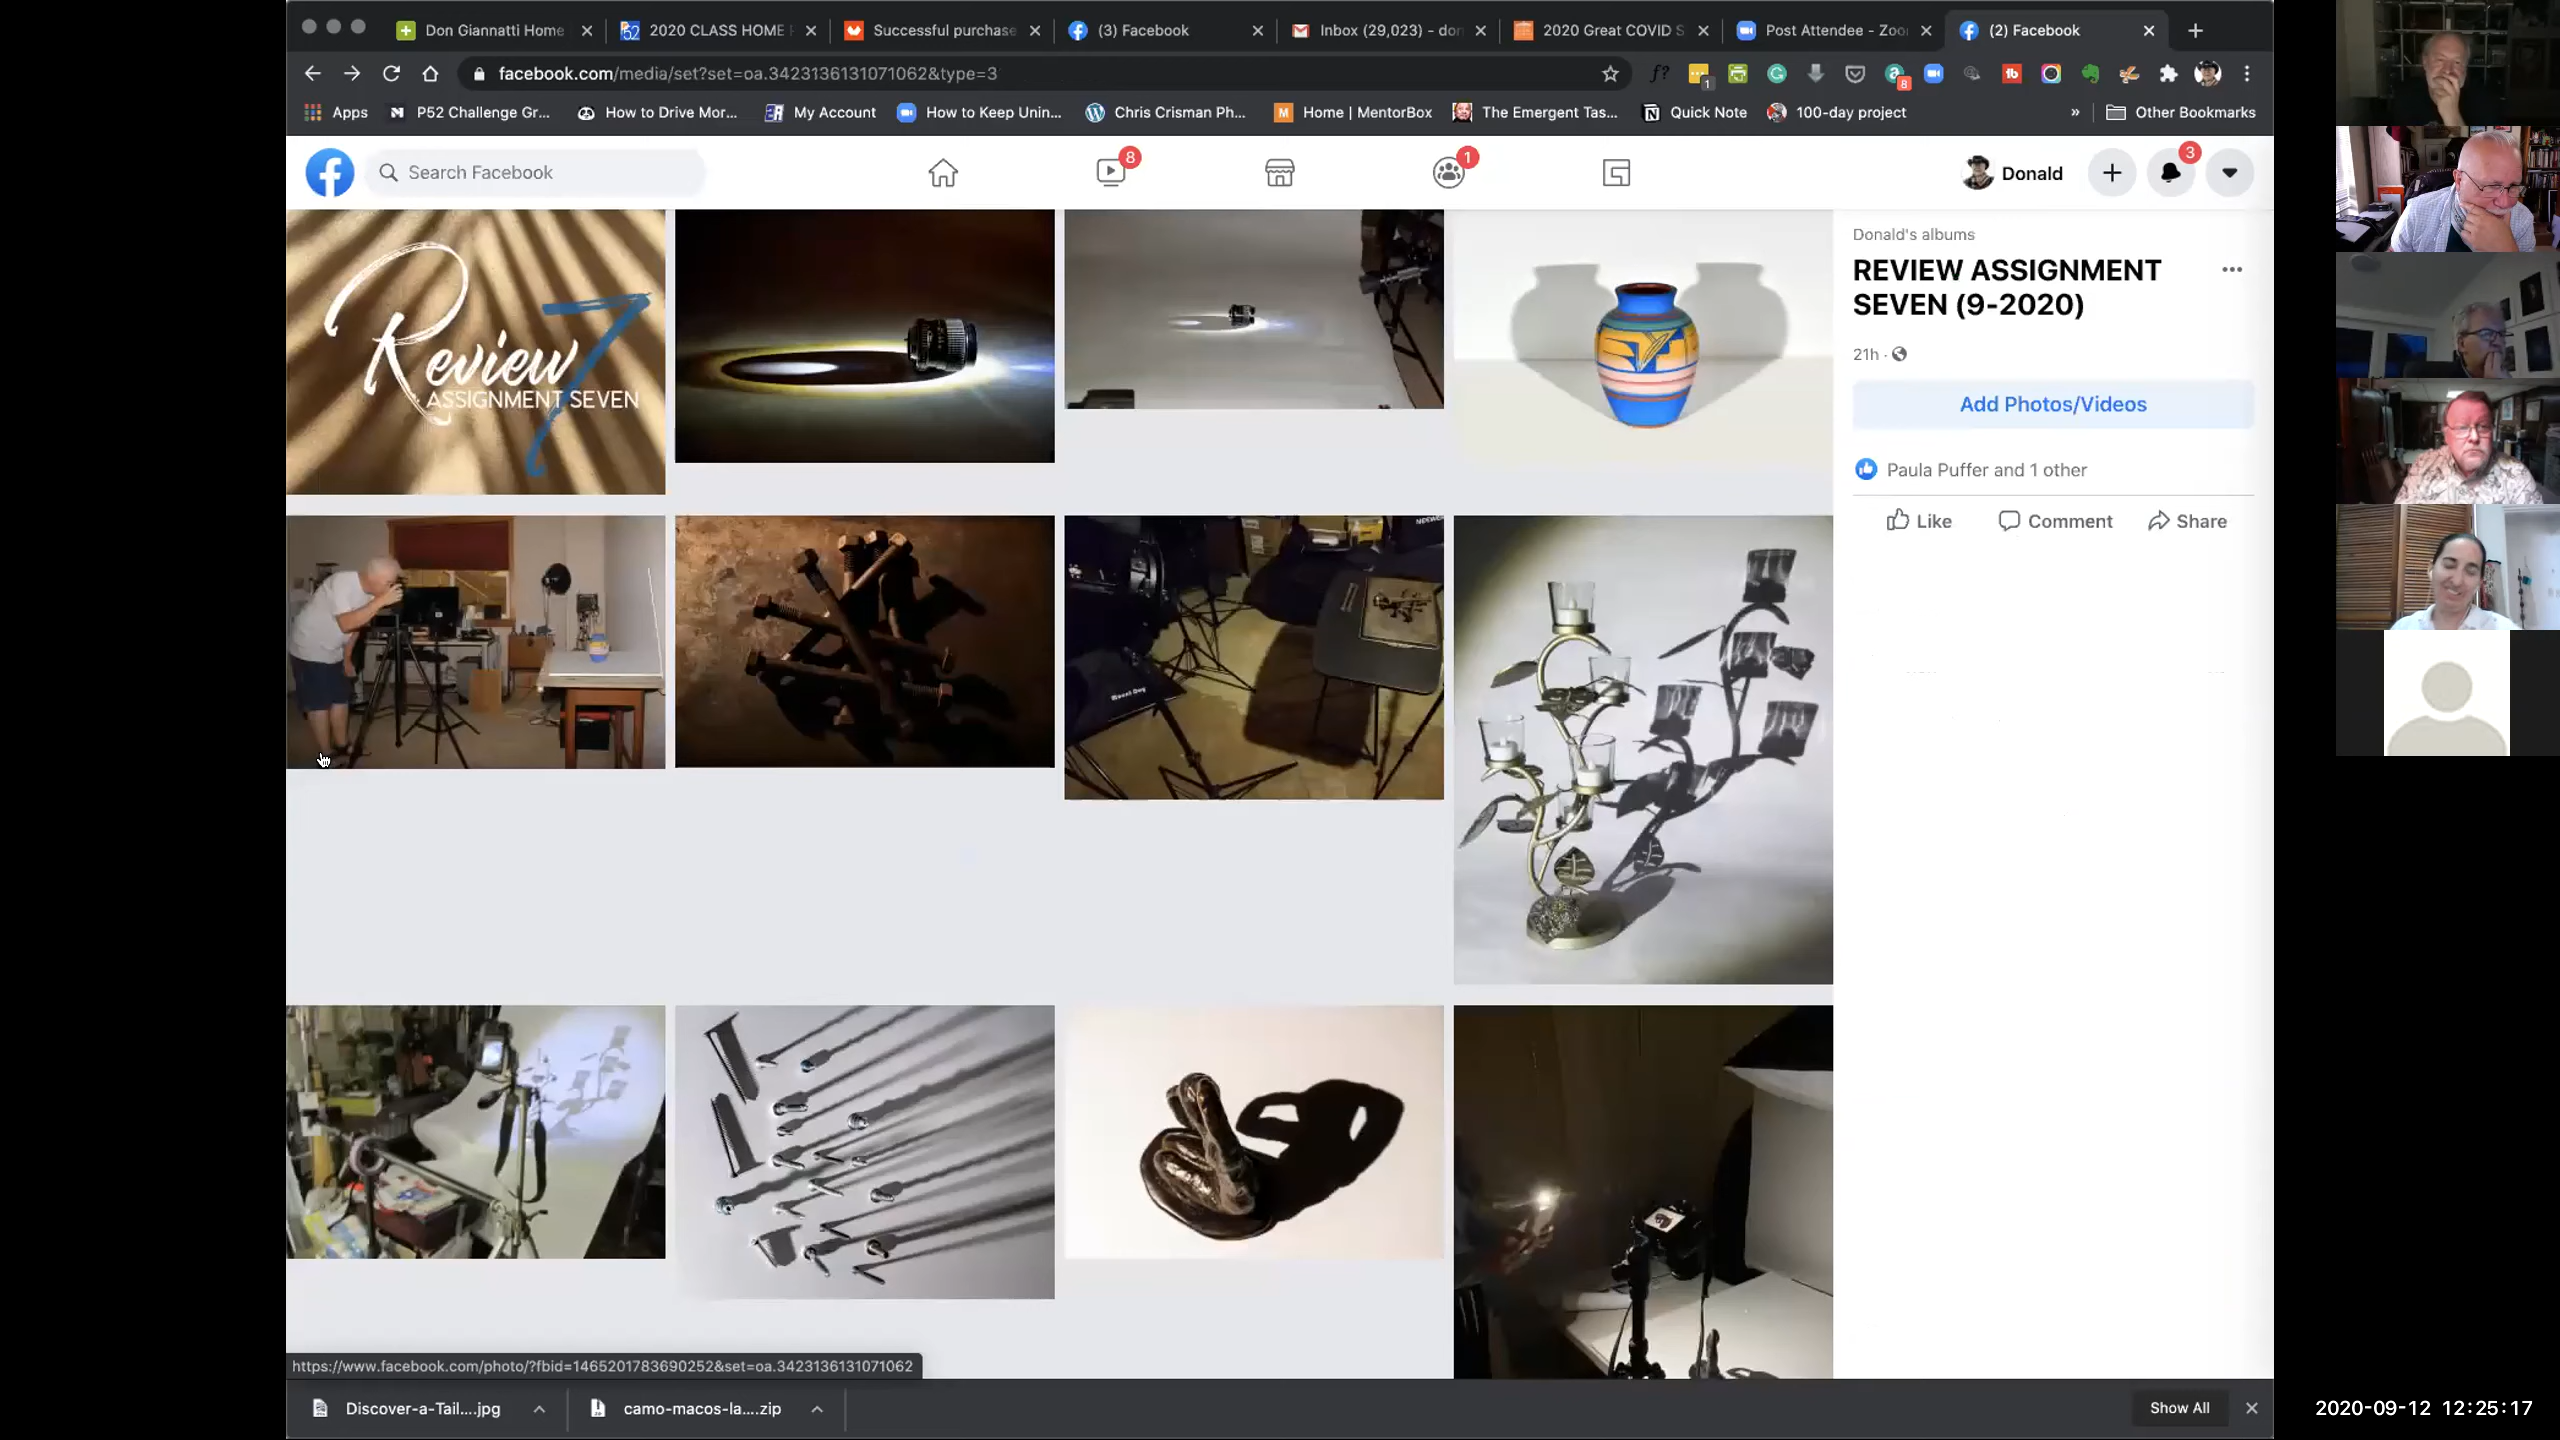 Don Giannatti Home
2020 CLASS HOME
Successful purchase
(3) Facebook
Inbox (29,023) - don
2020 Great COVID S
Post Attendee - Zoo
(2) Facebook
facebook.com/media/set?set=oa.3423136131071062&type=3
f?
1
8
tb
Apps
P52 Challenge Gr...
How to Drive Mor...
My Account
How to Keep Unin...
Chris Crisman Ph...
Home | MentorBox
The Emergent Tas...
Quick Note
100-day project
»
Other Bookmarks
Search Facebook
8
1
Donald
3
Review 7
ASSIGNMENT SEVEN
Donald's albums
REVIEW ASSIGNMENT
SEVEN (9-2020)
21h ·
Add Photos/Videos
Paula Puffer and 1 other
Like
Comment
Share
https://www.facebook.com/photo/?fbid=1465201783690252&set=oa.3423136131071062
Discover-a-Tail....jpg
camo-macos-la....zip
Show All
2020-09-12 12:25:17